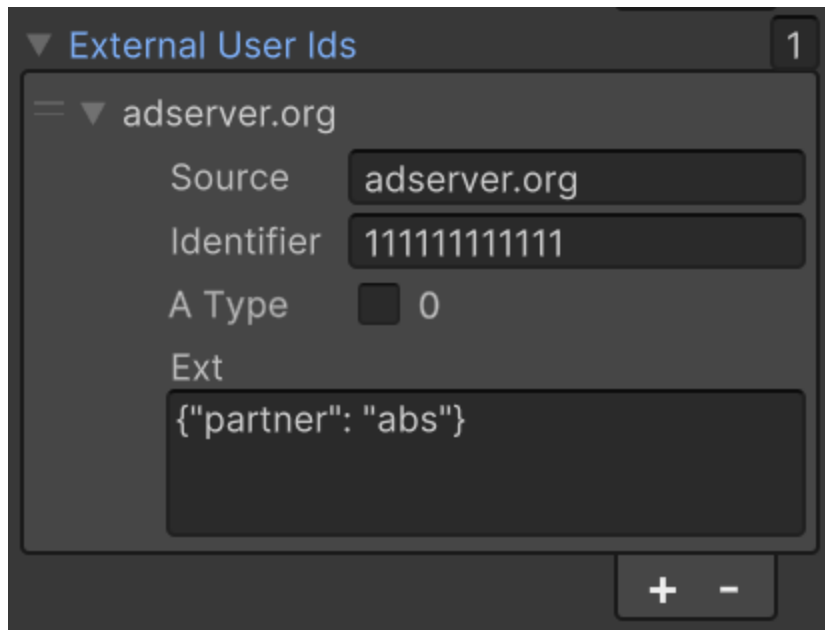 External User Ids 1
adserver.org
Source adserver.org
Identifier 111111111111
A Type 0
Ext
{"partner": "abs"}
+ -